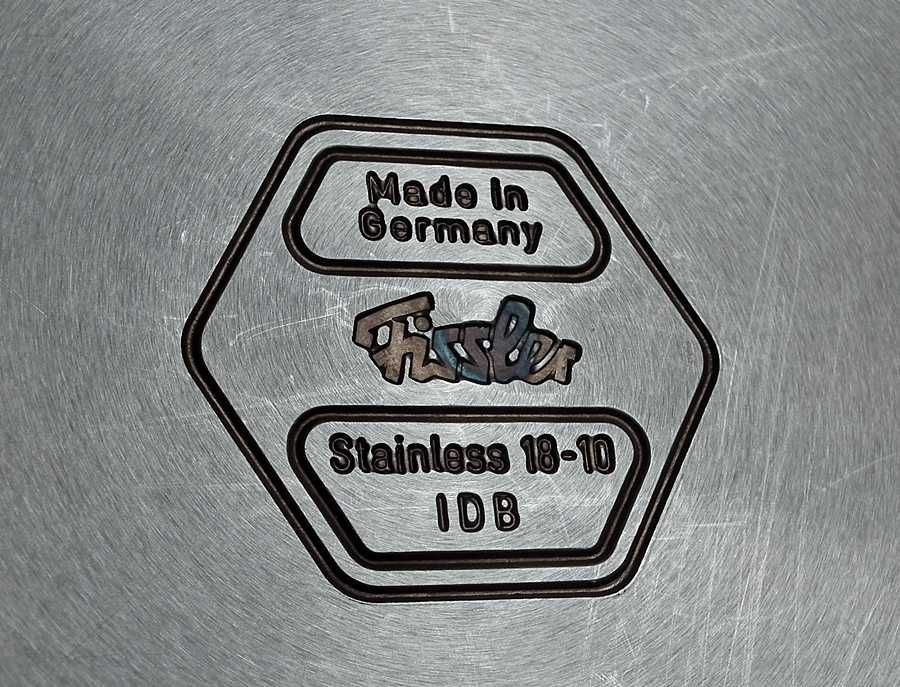 Made in
Germany
Fissler
Stainless 18-10
IDB